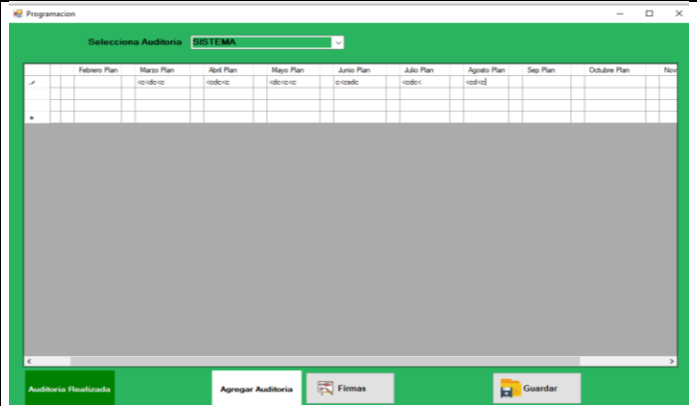 Programacion
Selecciona Auditoria SISTEMA
Febrero Plan Marzo Plan Abril Plan Mayo Plan Junio Plan Julio Plan Agosto Plan Sep Plan Octubre Plan Nov
Auditoria Realizada Agregar Auditoria Firmas Guardar